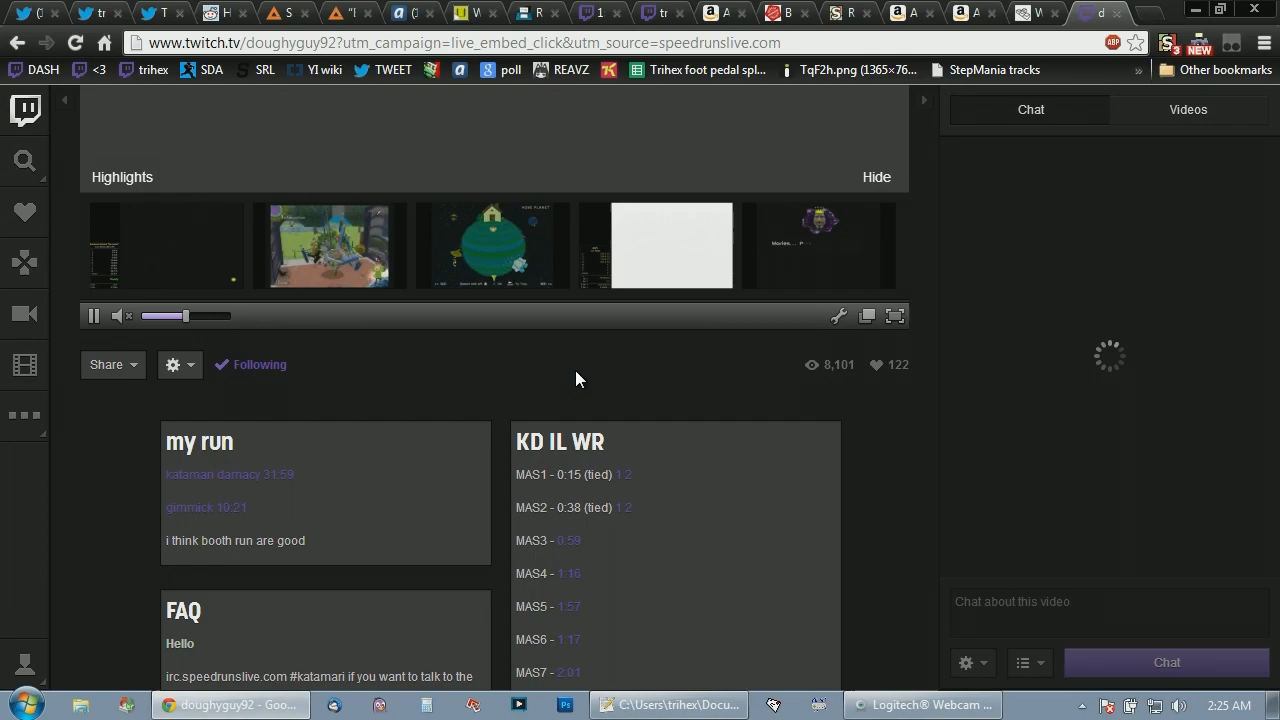 www.twitch.tv/doughyguy92?utm_campaign=live_embed_click&utm_source=speedrunslive.com
ABP
3
NEW
DASH
<3
trihex
SDA
SRL
YI wiki
TWEET
poll
REAVZ
Trihex foot pedal spl...
TqF2h.png (1365×76...
StepMania tracks
»
Other bookmarks
Chat
Videos
Highlights
Hide
Share
Following
8,101
122
my run
katamari damacy 31:59
gimmick 10:21
i think booth run are good
FAQ
Hello
irc.speedrunslive.com #katamari if you want to talk to the
KD IL WR
MAS1 - 0:15 (tied) 1 2
MAS2 - 0:38 (tied) 1 2
MAS3 - 0:59
MAS4 - 1:16
MAS5 - 1:57
MAS6 - 1:17
MAS7 - 2:01
Chat about this video
Chat
doughyguy92 - Goo...
C:\Users\trihex\Docu...
Logitech® Webcam ...
2:25 AM